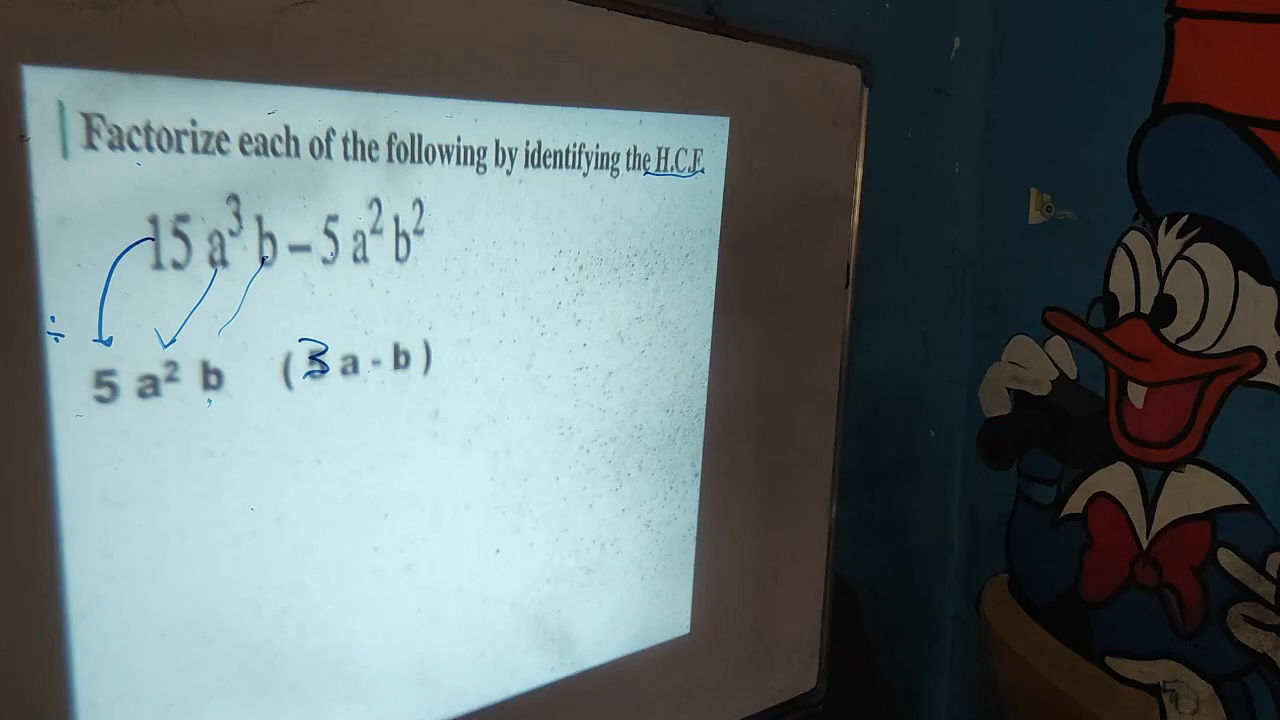 Factorize each of the following by identifying the H.C.F.
15 a³ b – 5 a² b²
÷
5 a² b (3 a - b)